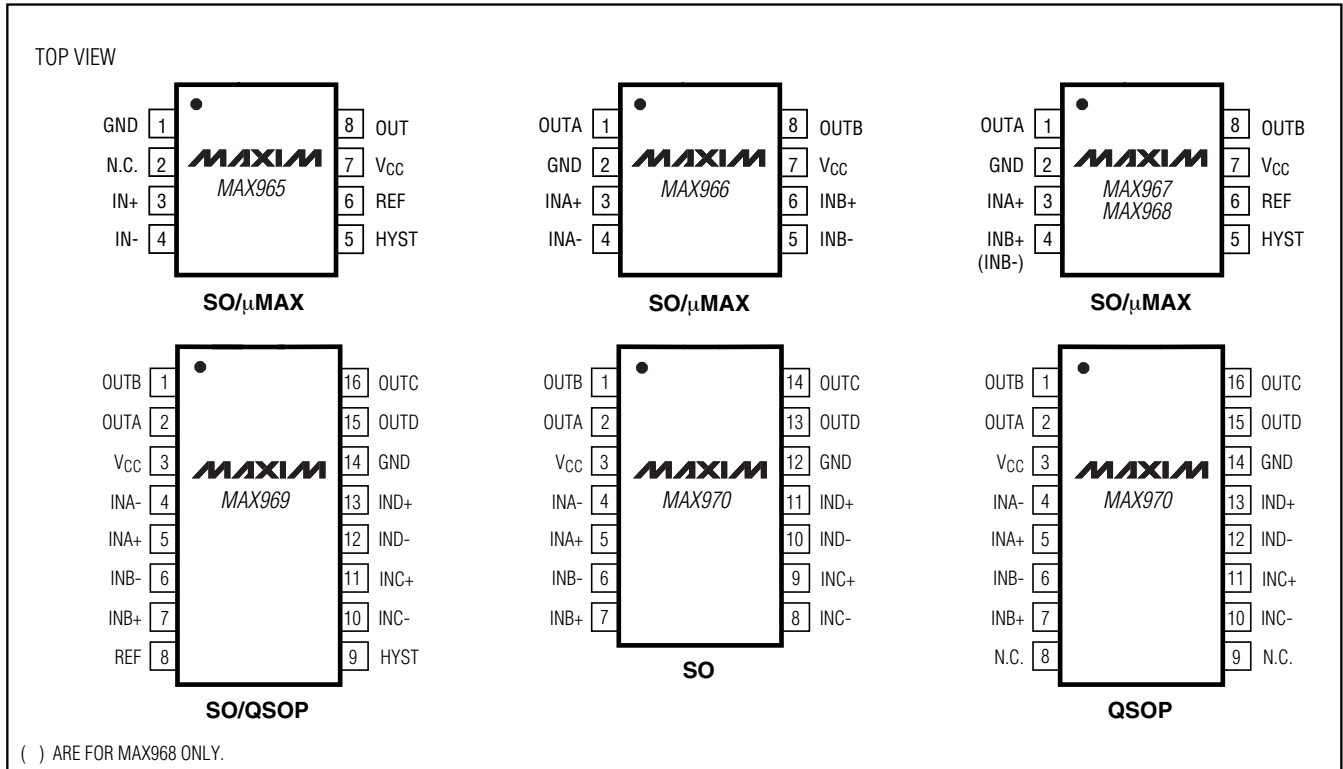 TOP VIEW
GND 1
N.C. 2
IN+ 3
IN- 4
MAXIM
MAX965
8 OUT
7 VCC
6 REF
5 HYST
SO/μMAX
OUTA 1
GND 2
INA+ 3
INA- 4
MAXIM
MAX966
8 OUTB
7 VCC
6 INB+
5 INB-
SO/μMAX
OUTA 1
GND 2
INA+ 3
INB+ 4
(INB-)
MAXIM
MAX967
MAX968
8 OUTB
7 VCC
6 REF
5 HYST
SO/μMAX
OUTB 1
OUTA 2
VCC 3
INA- 4
INA+ 5
INB- 6
INB+ 7
REF 8
MAXIM
MAX969
16 OUTC
15 OUTD
14 GND
13 IND+
12 IND-
11 INC+
10 INC-
9 HYST
SO/QSOP
OUTB 1
OUTA 2
VCC 3
INA- 4
INA+ 5
INB- 6
INB+ 7
MAXIM
MAX970
14 OUTC
13 OUTD
12 GND
11 IND+
10 IND-
9 INC+
8 INC-
SO
OUTB 1
OUTA 2
VCC 3
INA- 4
INA+ 5
INB- 6
INB+ 7
N.C. 8
MAXIM
MAX970
16 OUTC
15 OUTD
14 GND
13 IND+
12 IND-
11 INC+
10 INC-
9 N.C.
QSOP
( ) ARE FOR MAX968 ONLY.